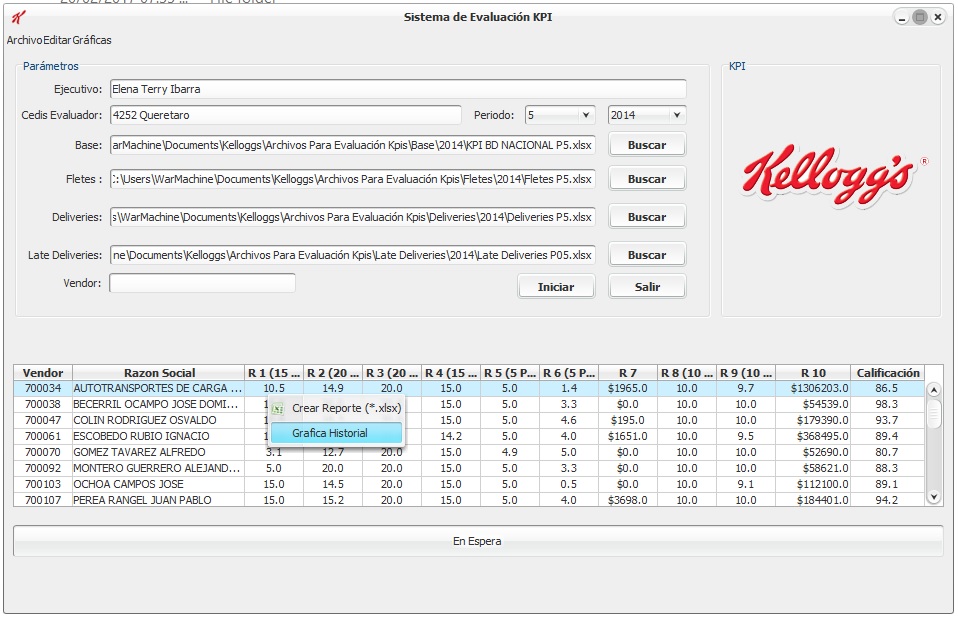 Sistema de Evaluación KPI
Archivo Editar Gráficas
Parámetros
KPI
Ejecutivo: Elena Terry Ibarra
Cedis Evaluador: 4252 Queretaro Periodo: 5 2014
Base: arMachine\Documents\Kelloggs\Archivos Para Evaluación Kpis\Base\2014\KPI BD NACIONAL P5.xlsx Buscar
Fletes : :\Users\WarMachine\Documents\Kelloggs\Archivos Para Evaluación Kpis\Fletes\2014\Fletes P5.xlsx Buscar
Kellogg's ®
Deliveries: s\WarMachine\Documents\Kelloggs\Archivos Para Evaluación Kpis\Deliveries\2014\Deliveries P5.xlsx Buscar
Late Deliveries: ne\Documents\Kelloggs\Archivos Para Evaluación Kpis\Late Deliveries\2014\Late Deliveries P05.xlsx Buscar
Vendor: Iniciar Salir
Vendor Razon Social R 1 (15 ... R 2 (20 ... R 3 (20 ... R 4 (15 ... R 5 (5 P... R 6 (5 P... R 7 R 8 (10 ... R 9 (10 ... R 10 Calificación
700034 AUTOTRANSPORTES DE CARGA ... 10.5 14.9 20.0 15.0 5.0 1.4 $1965.0 10.0 9.7 $1306203.0 86.5
700038 BECERRIL OCAMPO JOSE DOMI... 15.0 5.0 3.3 $0.0 10.0 10.0 $54539.0 98.3
Crear Reporte (*.xlsx)
700047 COLIN RODRIGUEZ OSVALDO 15.0 5.0 4.6 $195.0 10.0 10.0 $179390.0 93.7
Grafica Historial
700061 ESCOBEDO RUBIO IGNACIO 14.2 5.0 4.0 $1651.0 10.0 9.5 $368495.0 89.4
700070 GOMEZ TAVAREZ ALFREDO 3.1 12.7 20.0 15.0 4.9 5.0 $0.0 10.0 10.0 $52690.0 80.7
700092 MONTERO GUERRERO ALEJAND... 5.0 20.0 20.0 15.0 5.0 3.3 $0.0 10.0 10.0 $58621.0 88.3
700103 OCHOA CAMPOS JOSE 15.0 14.5 20.0 15.0 5.0 0.5 $0.0 10.0 9.1 $112100.0 89.1
700107 PEREA RANGEL JUAN PABLO 15.0 15.2 20.0 15.0 5.0 4.0 $3698.0 10.0 10.0 $184401.0 94.2
En Espera